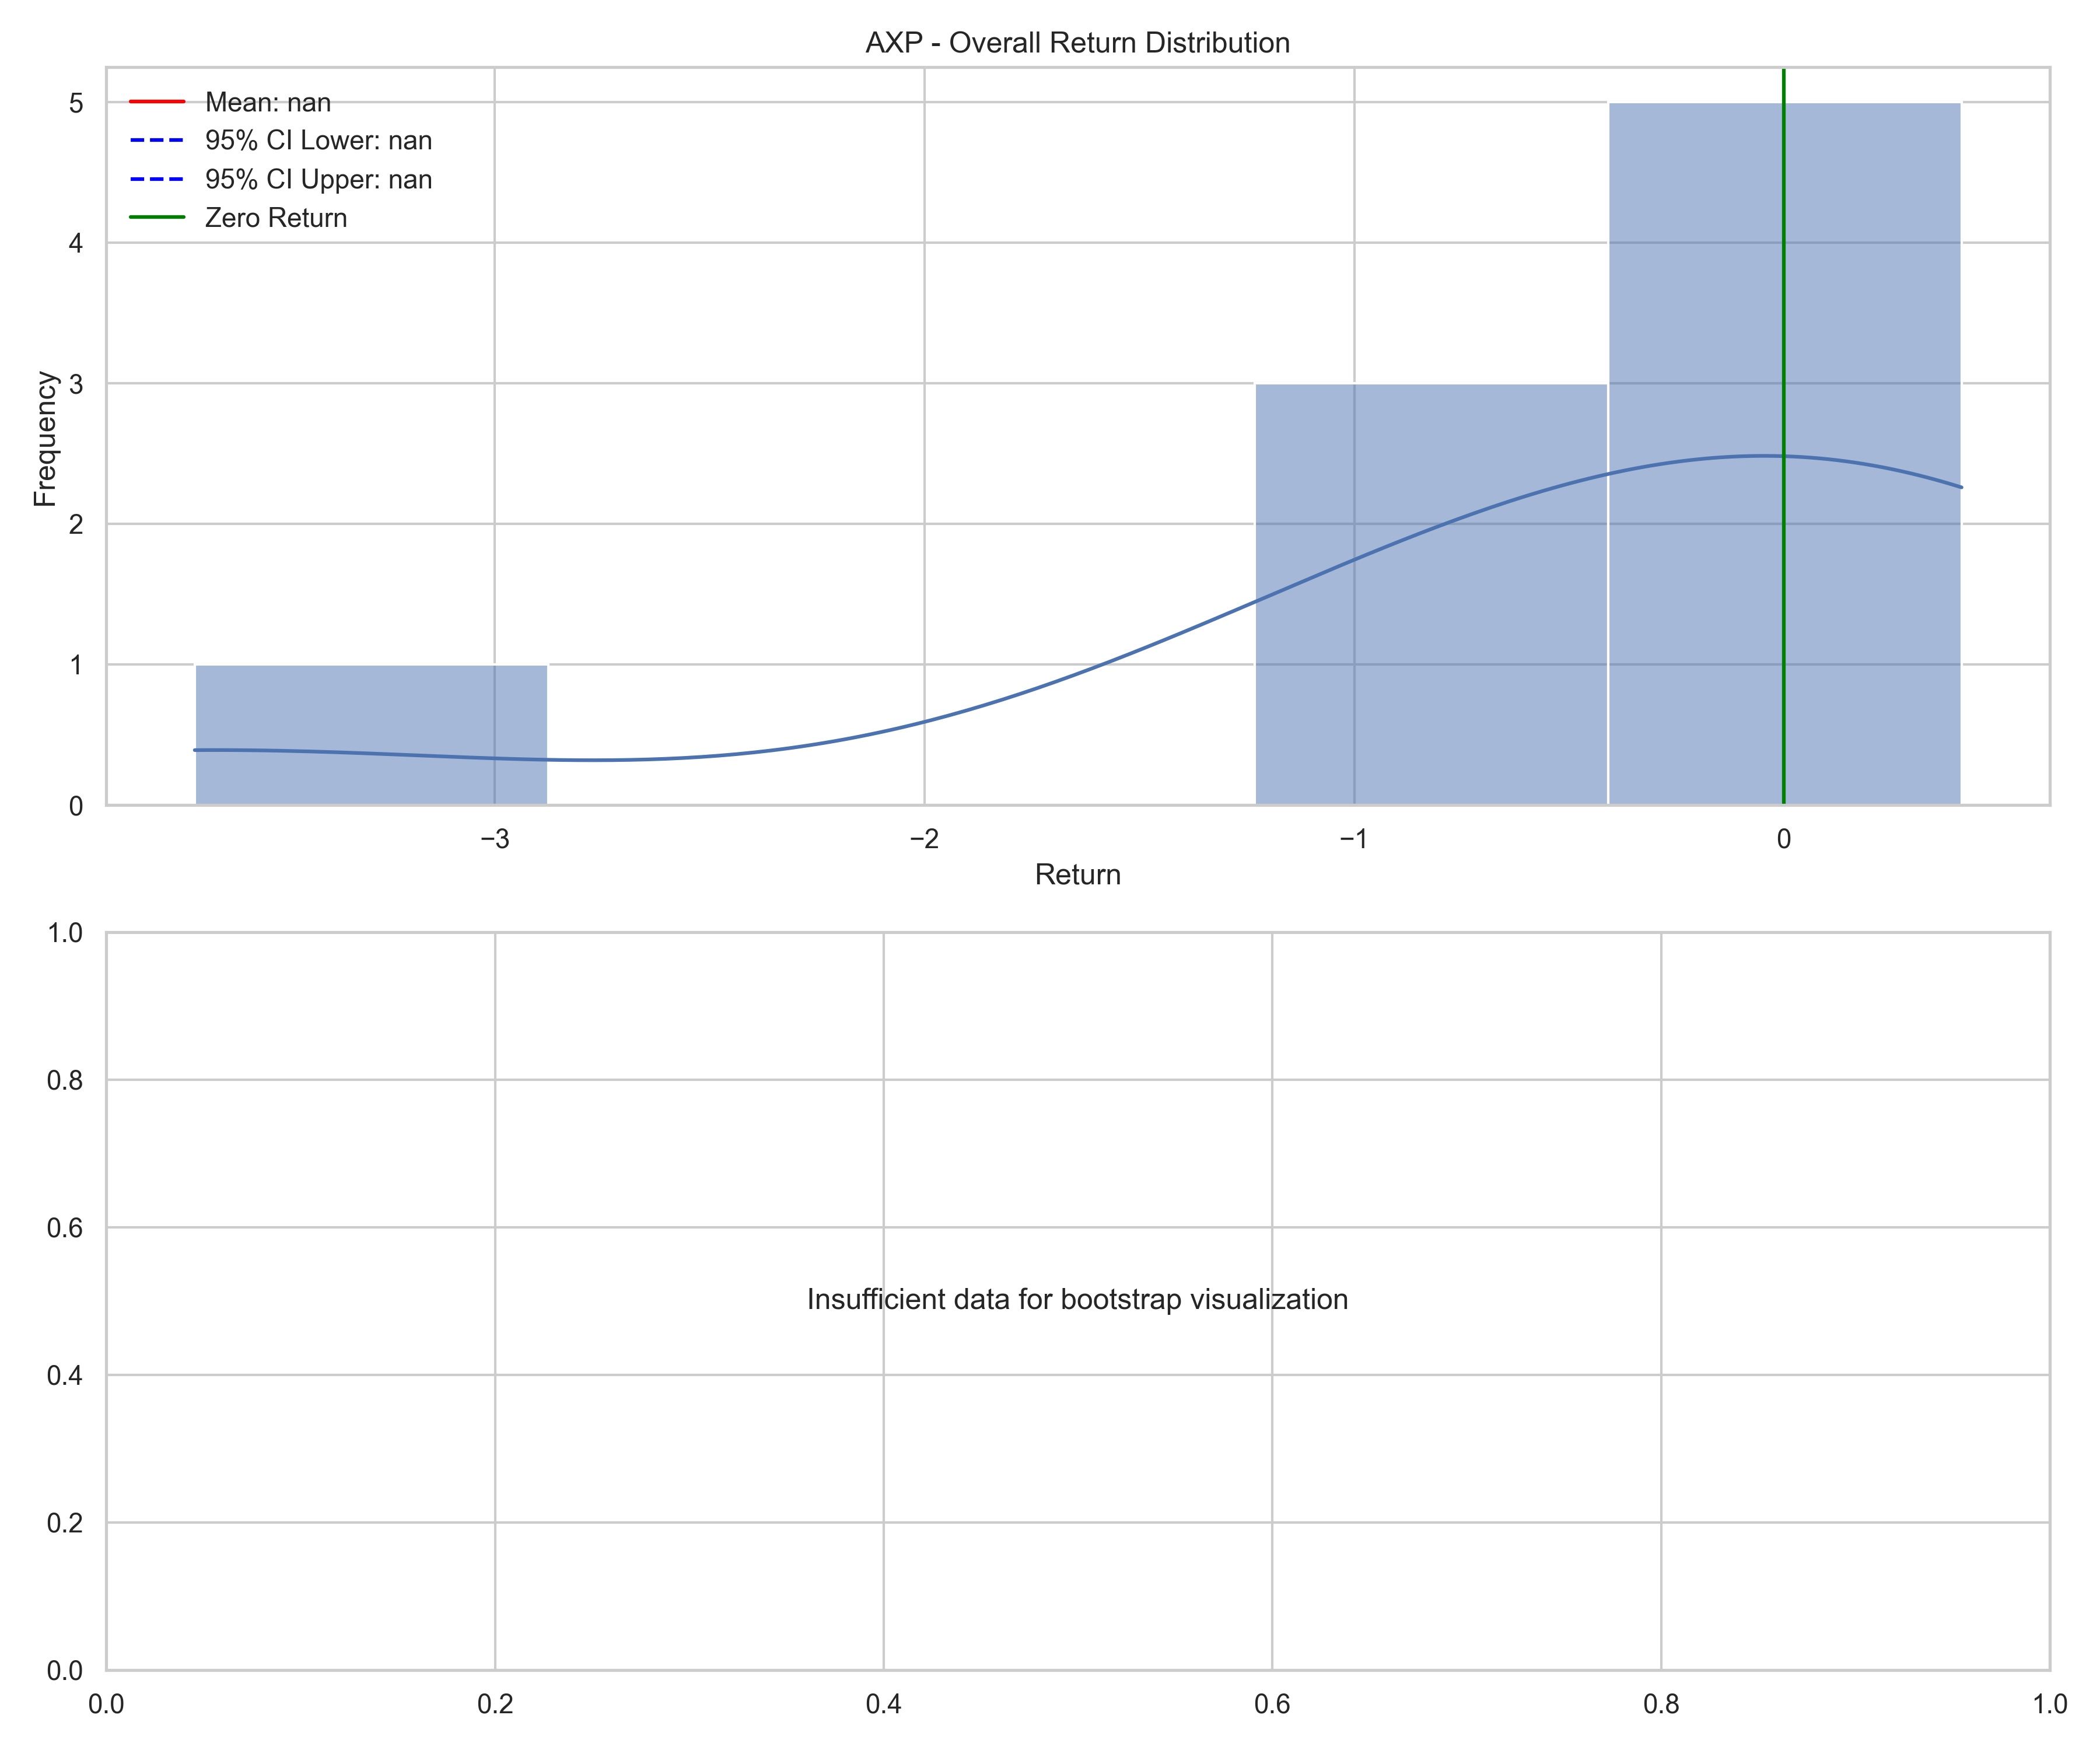 AXP - Overall Return Distribution
Mean: nan
95% CI Lower: nan
95% CI Upper: nan
Zero Return
Frequency
5
4
3
2
1
0
−3
−2
−1
0
Return
1.0
0.8
0.6
0.4
0.2
0.0
Insufficient data for bootstrap visualization
0.0
0.2
0.4
0.6
0.8
1.0